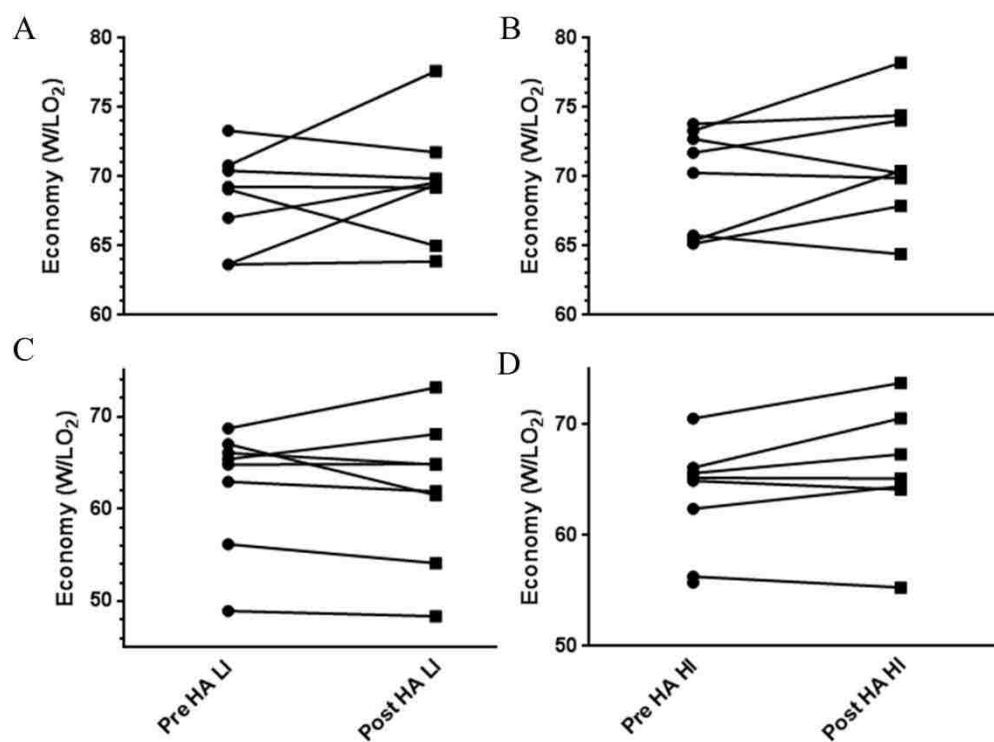 A
80
75
70
65
60
Economy (W/LO₂)
B
80
75
70
65
60
Economy (W/LO₂)
C
70
60
50
Economy (W/LO₂)
Pre HA LI
Post HA LI
D
70
60
50
Economy (W/LO₂)
Pre HA HI
Post HA HI